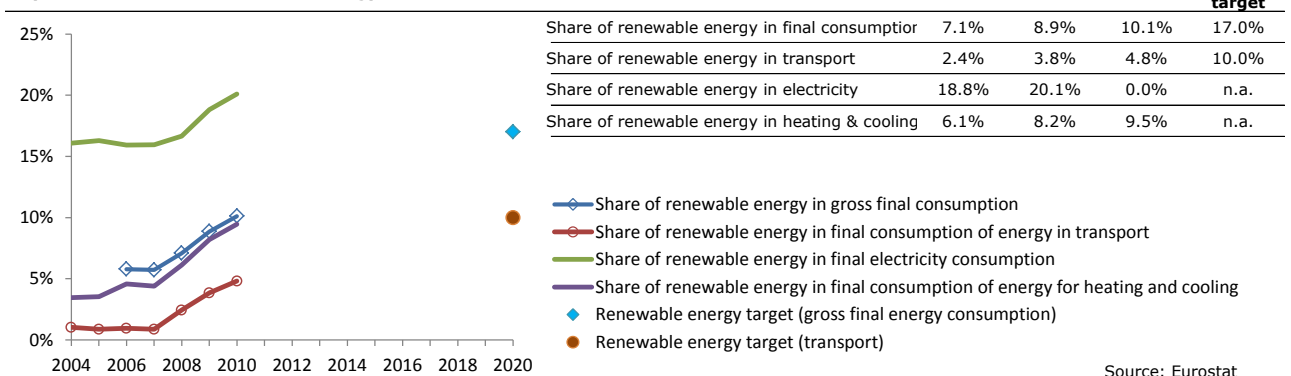 target
Share of renewable energy in final consumption 7.1% 8.9% 10.1% 17.0%
Share of renewable energy in transport 2.4% 3.8% 4.8% 10.0%
Share of renewable energy in electricity 18.8% 20.1% 0.0% n.a.
Share of renewable energy in heating & cooling 6.1% 8.2% 9.5% n.a.
25%
20%
15%
10%
5%
0%
2004 2006 2008 2010 2012 2014 2016 2018 2020
Share of renewable energy in gross final consumption
Share of renewable energy in final consumption of energy in transport
Share of renewable energy in final electricity consumption
Share of renewable energy in final consumption of energy for heating and cooling
Renewable energy target (gross final energy consumption)
Renewable energy target (transport)
Source: Eurostat